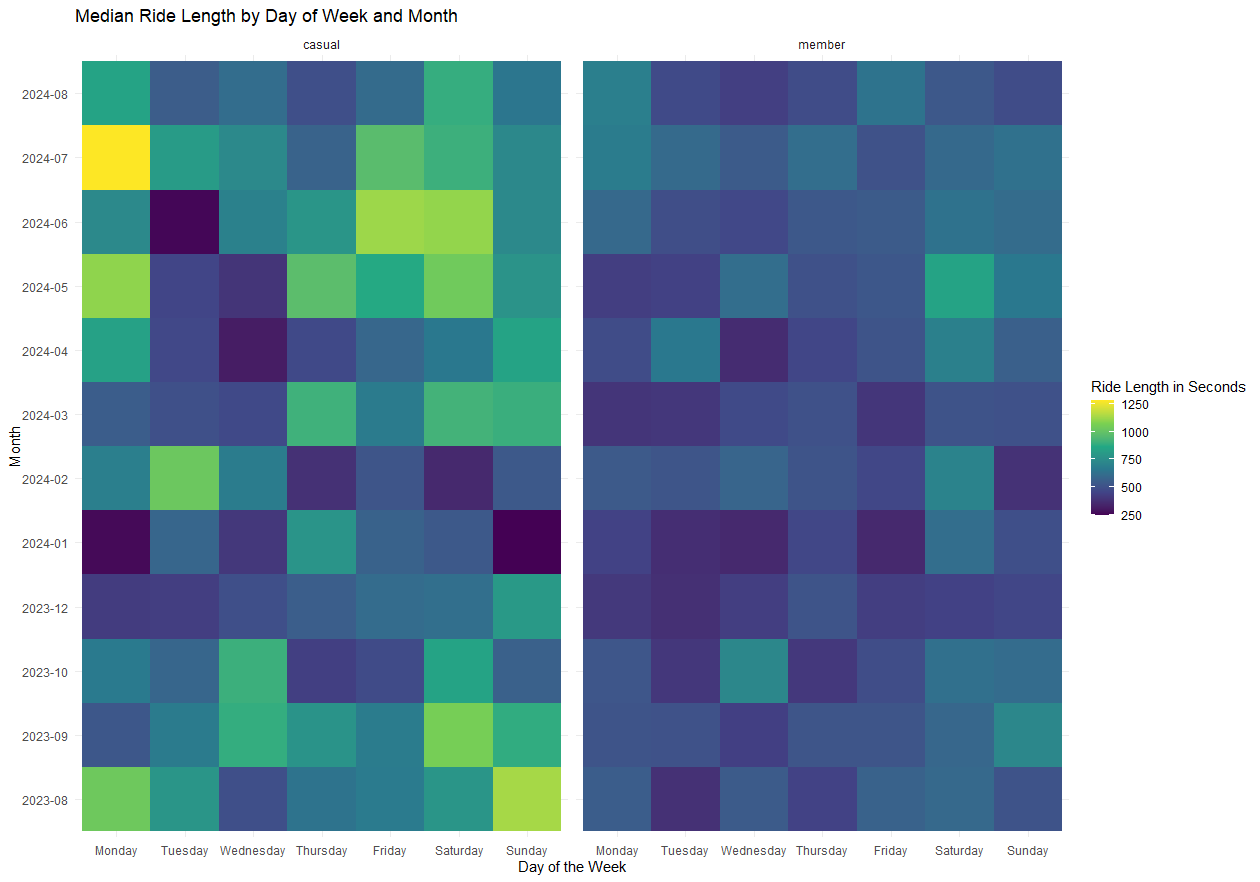 Median Ride Length by Day of Week and Month
casual
member
2024-08
2024-07
2024-06
2024-05
2024-04
2024-03
2024-02
2024-01
2023-12
2023-10
2023-09
2023-08
Month
Monday Tuesday Wednesday Thursday Friday Saturday Sunday
Monday Tuesday Wednesday Thursday Friday Saturday Sunday
Day of the Week
Ride Length in Seconds
1250
1000
750
500
250